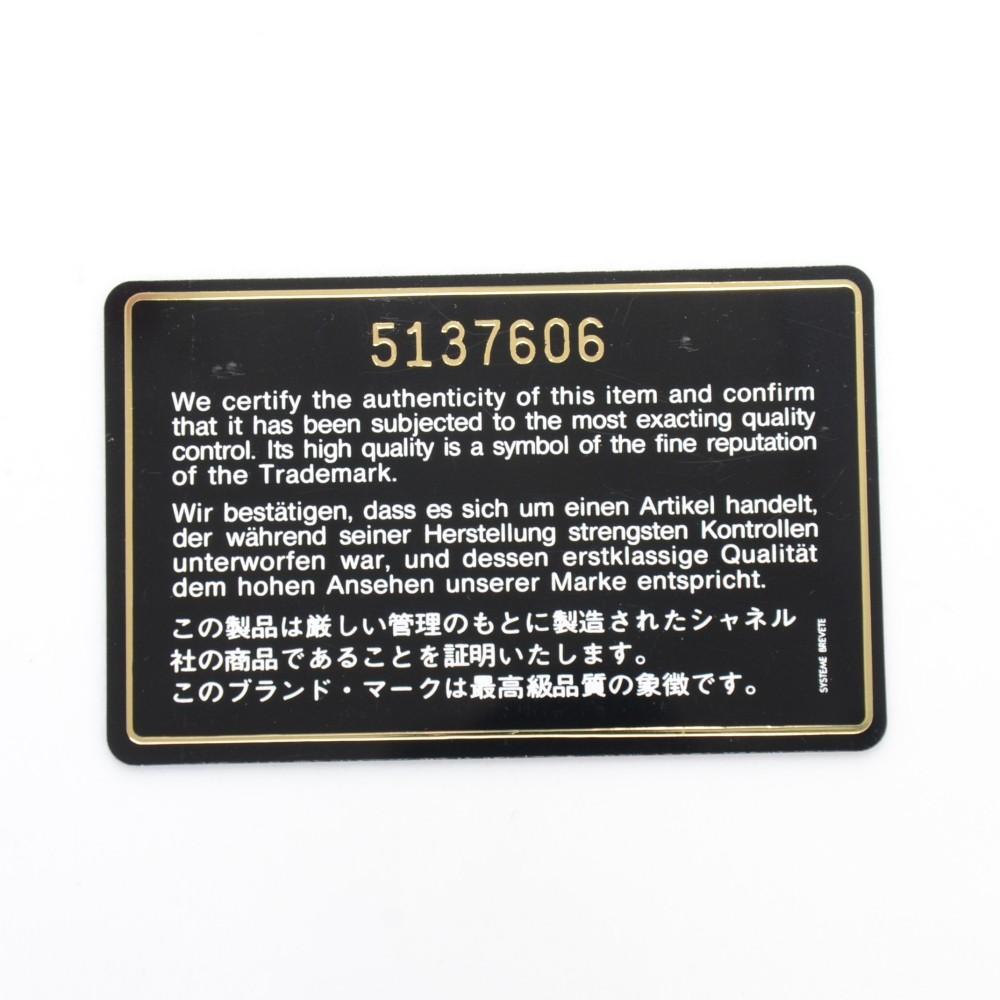 5137606
We certify the authenticity of this item and confirm
that it has been subjected to the most exacting quality
control. Its high quality is a symbol of the fine reputation
of the Trademark.
Wir bestätigen, dass es sich um einen Artikel handelt,
der während seiner Herstellung strengsten Kontrollen
unterworfen war, und dessen erstklassige Qualität
dem hohen Ansehen unserer Marke entspricht.
この製品は厳しい管理のもとに製造されたシャネル
社の商品であることを証明いたします。
このブランド・マークは最高級品質の象徴です。
SYSTEME BREVETE